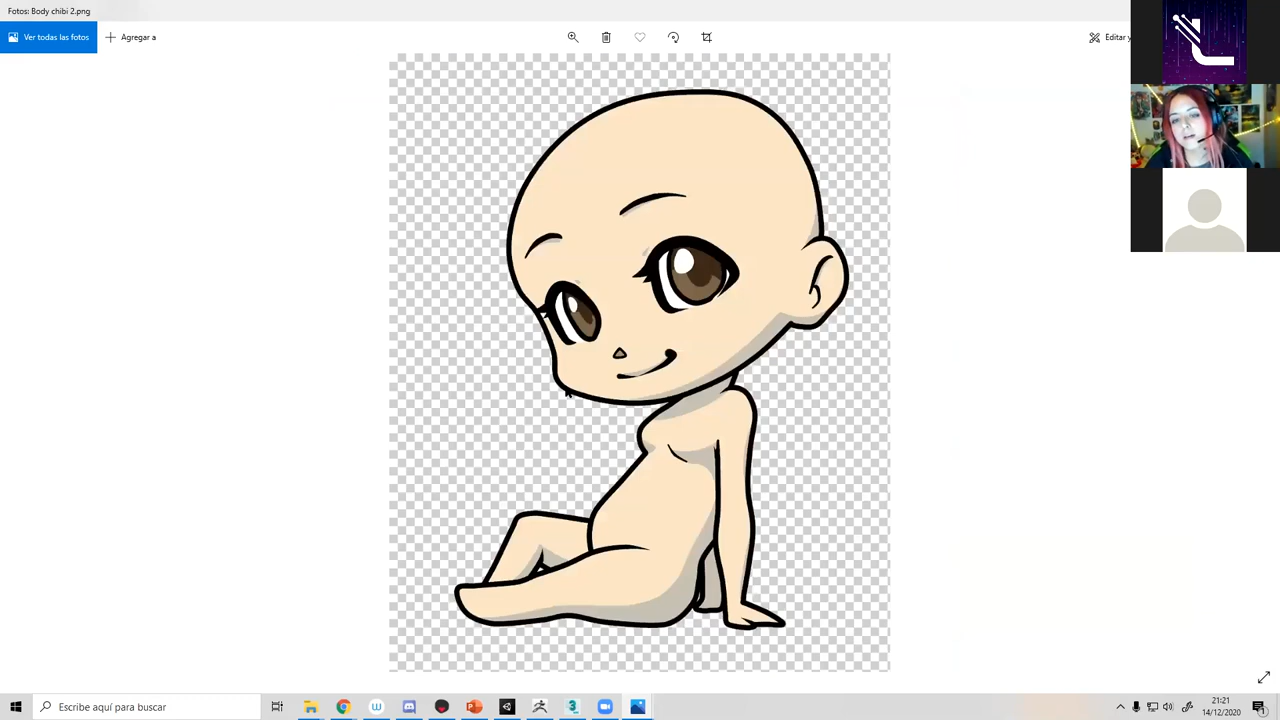 Fotos: Body chibi 2.png
Ver todas las fotos
Agregar a
Editar y
Escribe aquí para buscar
21:21
14/12/2020